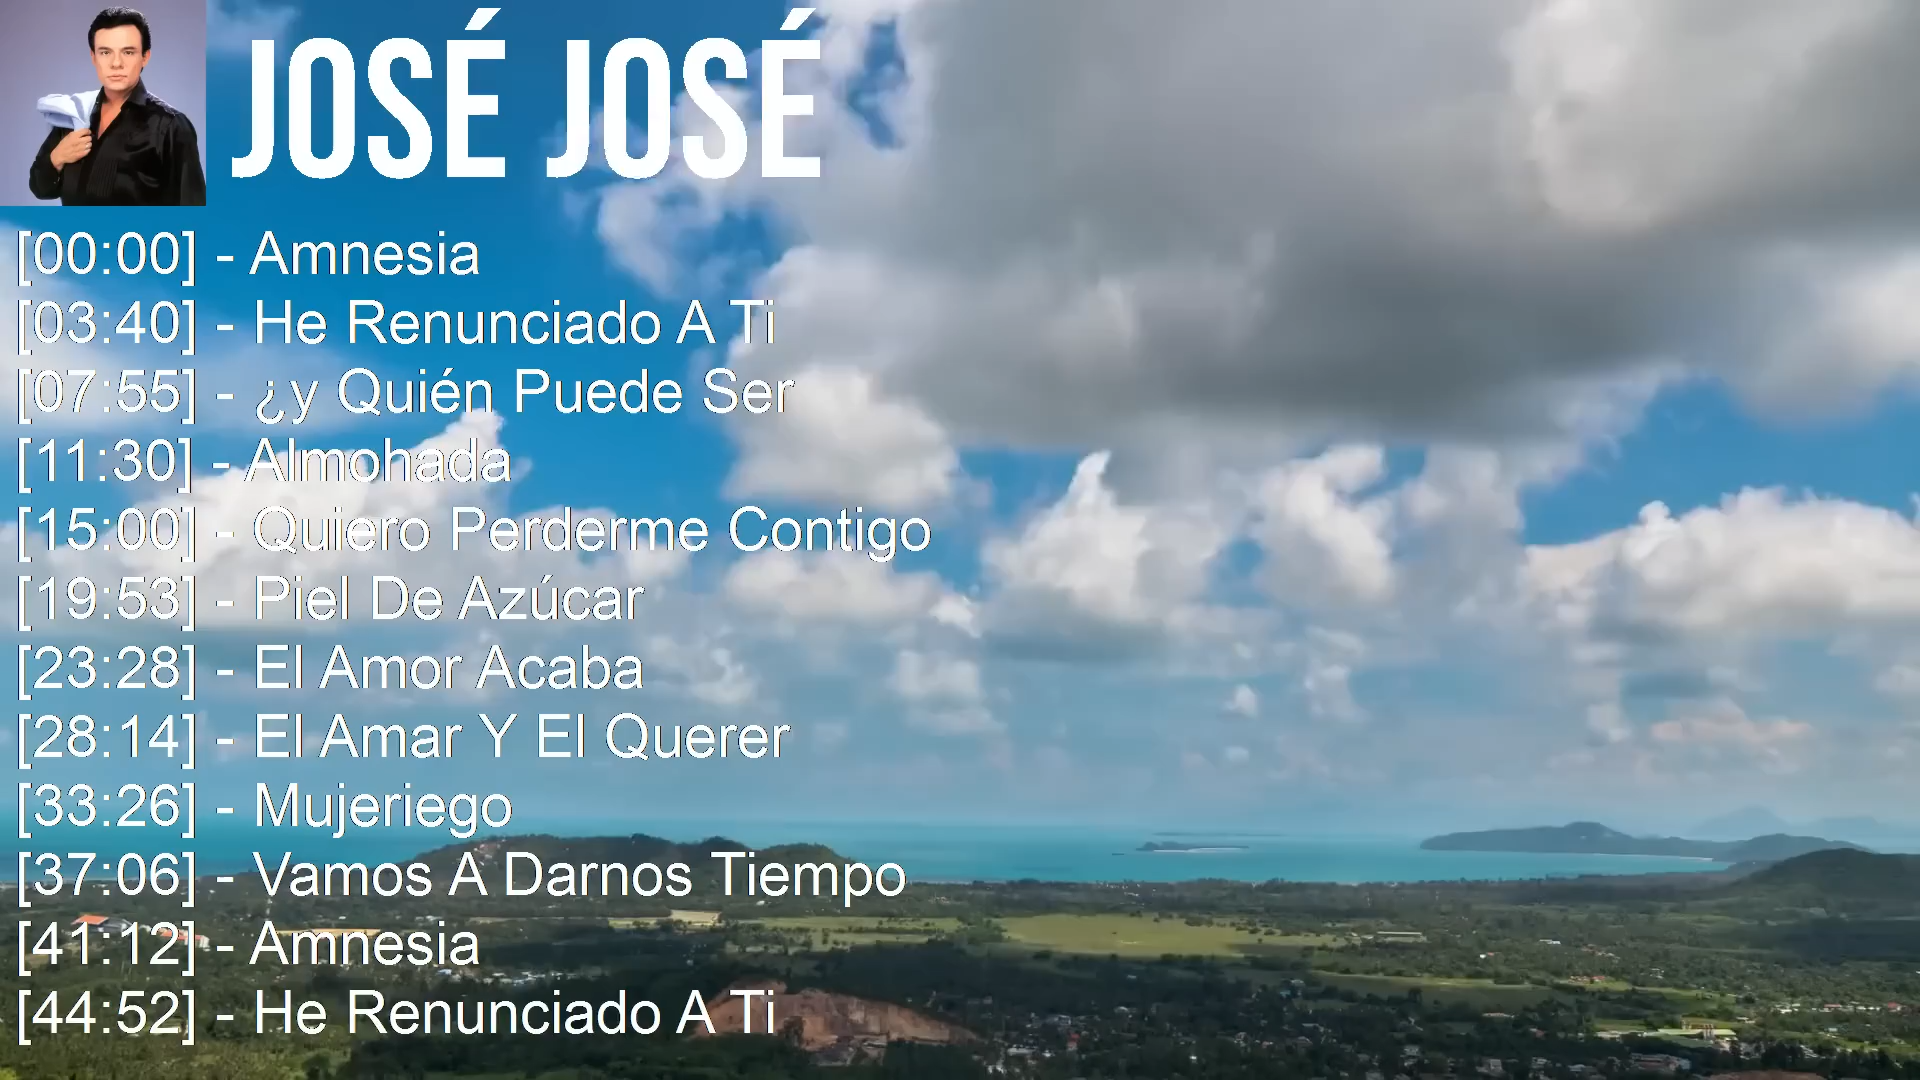 JOSÉ JOSÉ
[00:00] - Amnesia
[03:40] - He Renunciado A Ti
[07:55] - ¿y Quién Puede Ser
[11:30] - Almohada
[15:00] - Quiero Perderme Contigo
[19:53] - Piel De Azúcar
[23:28] - El Amor Acaba
[28:14] - El Amar Y El Querer
[33:26] - Mujeriego
[37:06] - Vamos A Darnos Tiempo
[41:12] - Amnesia
[44:52] - He Renunciado A Ti